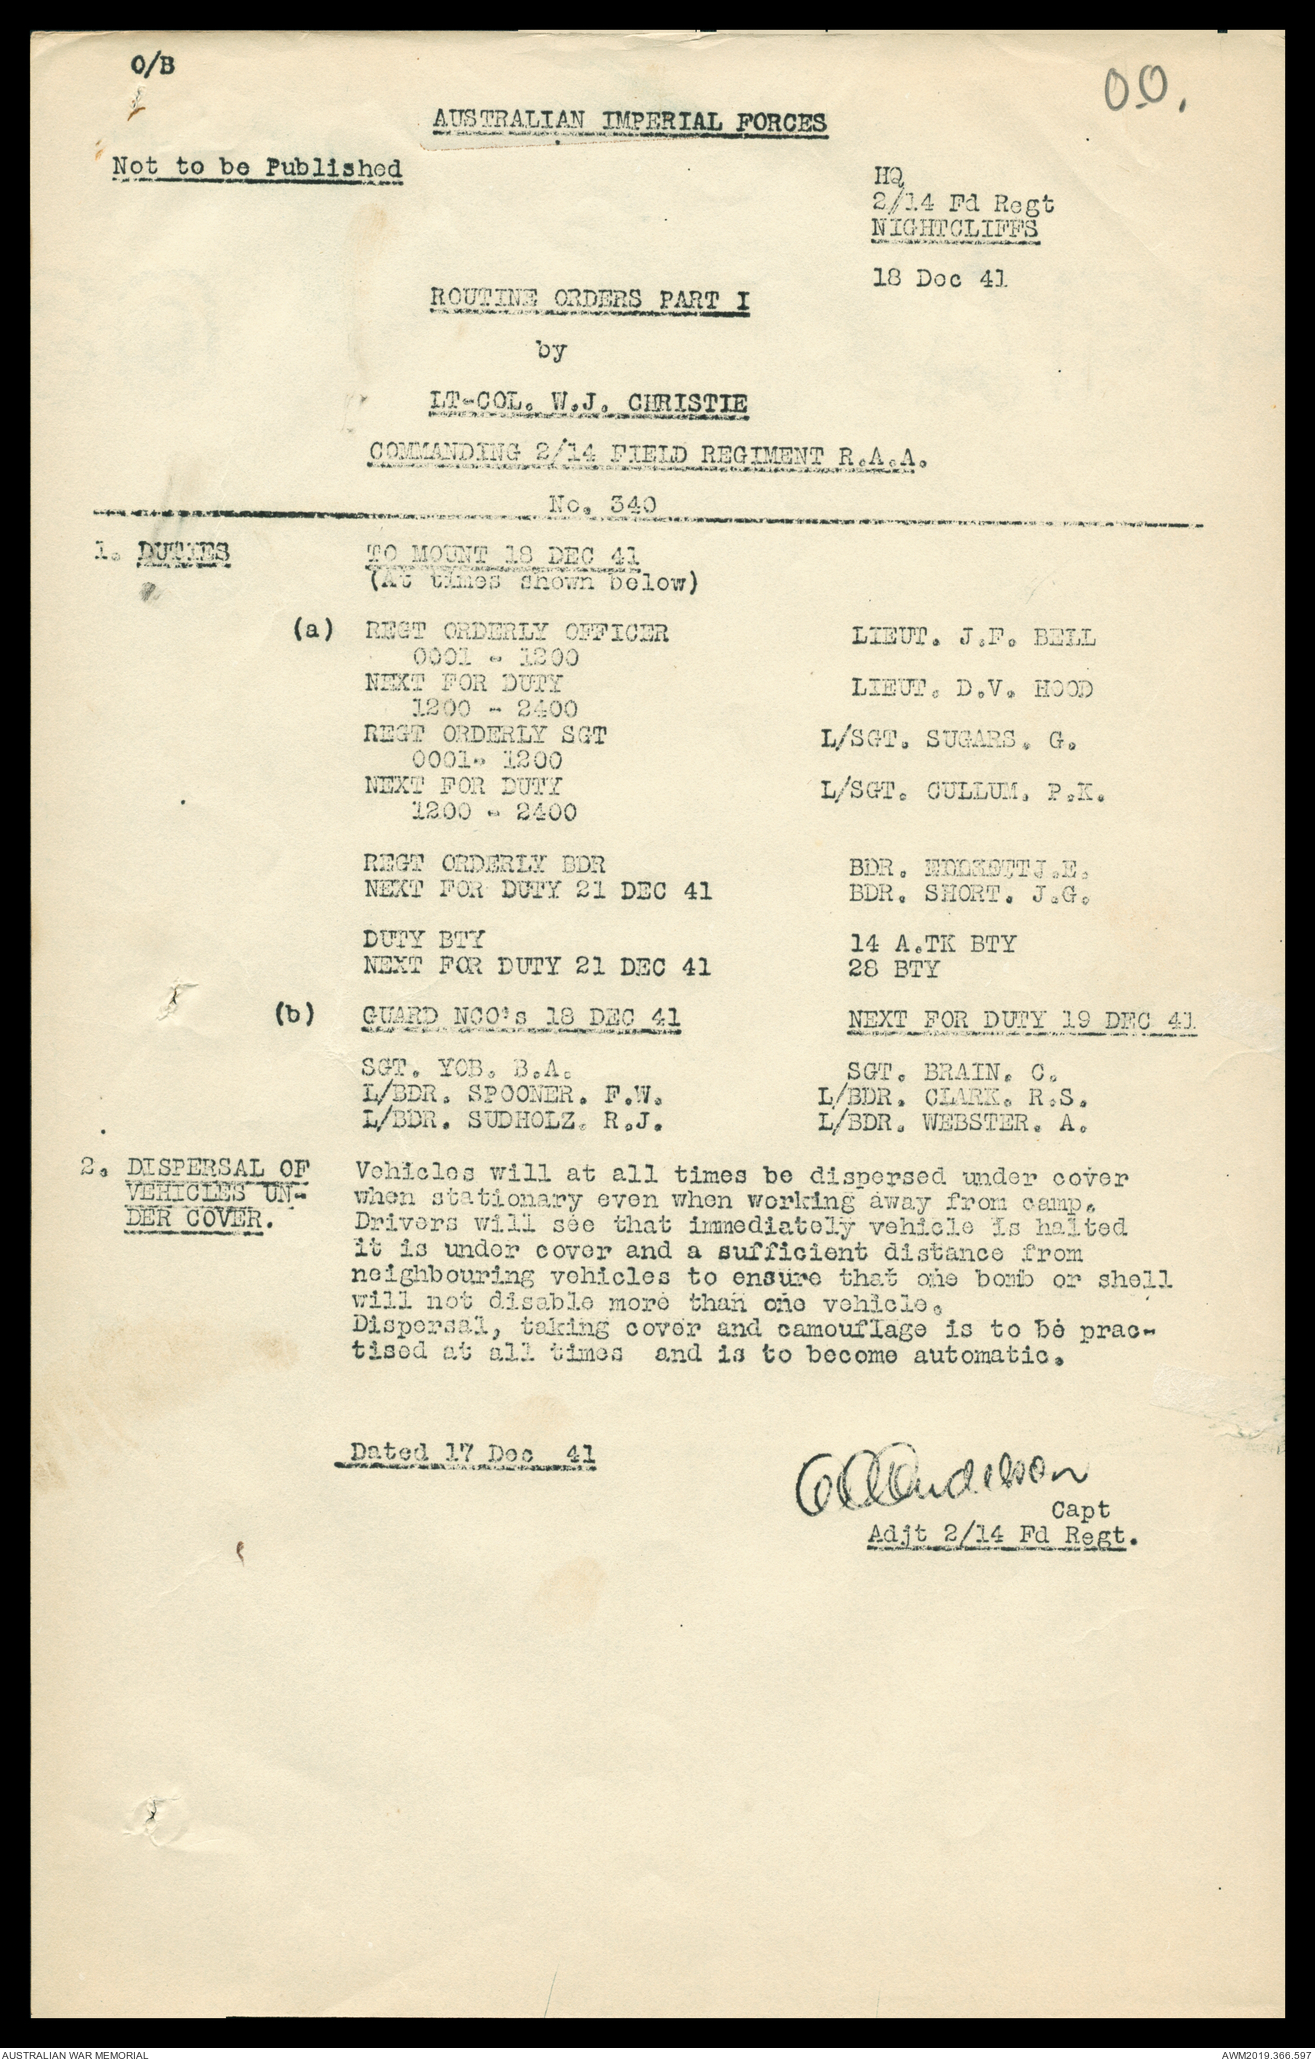 O/B
O.O.
AUSTRALIAN IMPERIAL FORCES
Not to be Published
HQ
2/14 Fd Regt
NIGHTCLIFFS
18 Dec 41
ROUTINE ORDERS PART I
by
LT-COL. W.J. CHRISTIE
COMMANDING 2/14 FIELD REGIMENT R.A.A.
No. 340
1. DUTIES TO MOUNT 18 DEC 41
(At times shown below)
(a) REGT ORDERLY OFFICER LIEUT. J.F. BELL
0001 - 1200
NEXT FOR DUTY LIEUT. D.V. HOOD
1200 - 2400
REGT ORDERLY SGT L/SGT. SUGARS. G.
0001- 1200
NEXT FOR DUTY L/SGT. CULLUM. P.K.
1200 - 2400
REGT ORDERLY BDR BDR. J.E.
NEXT FOR DUTY 21 DEC 41 BDR. SHORT. J.G.
DUTY BTY 14 A.TK BTY
NEXT FOR DUTY 21 DEC 41 28 BTY
(b) GUARD NCO's 18 DEC 41 NEXT FOR DUTY 19 DEC 41
SGT. YOB. B.A. SGT. BRAIN. C.
L/BDR. SPOONER. F.W. L/BDR. CLARK. R.S.
L/BDR. SUDHOLZ. R.J. L/BDR. WEBSTER. A.
2. DISPERSAL OF Vehicles will at all times be dispersed under cover
VEHICLES UN- when stationary even when working away from camp.
DER COVER. Drivers will see that immediately vehicle is halted
it is under cover and a sufficient distance from
neighbouring vehicles to ensure that one bomb or shell
will not disable more than one vehicle.
Dispersal, taking cover and camouflage is to be prac-
tised at all times and is to become automatic.
Dated 17 Dec 41
Anderson
Capt
Adjt 2/14 Fd Regt.
AUSTRALIAN WAR MEMORIAL AWM2019.366.597